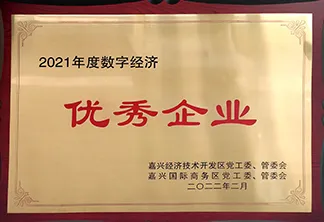 2021年度数字经济
优秀企业
嘉兴经济技术开发区党工委、管委会
嘉兴国际商务区党工委、管委会
二〇二二年二月